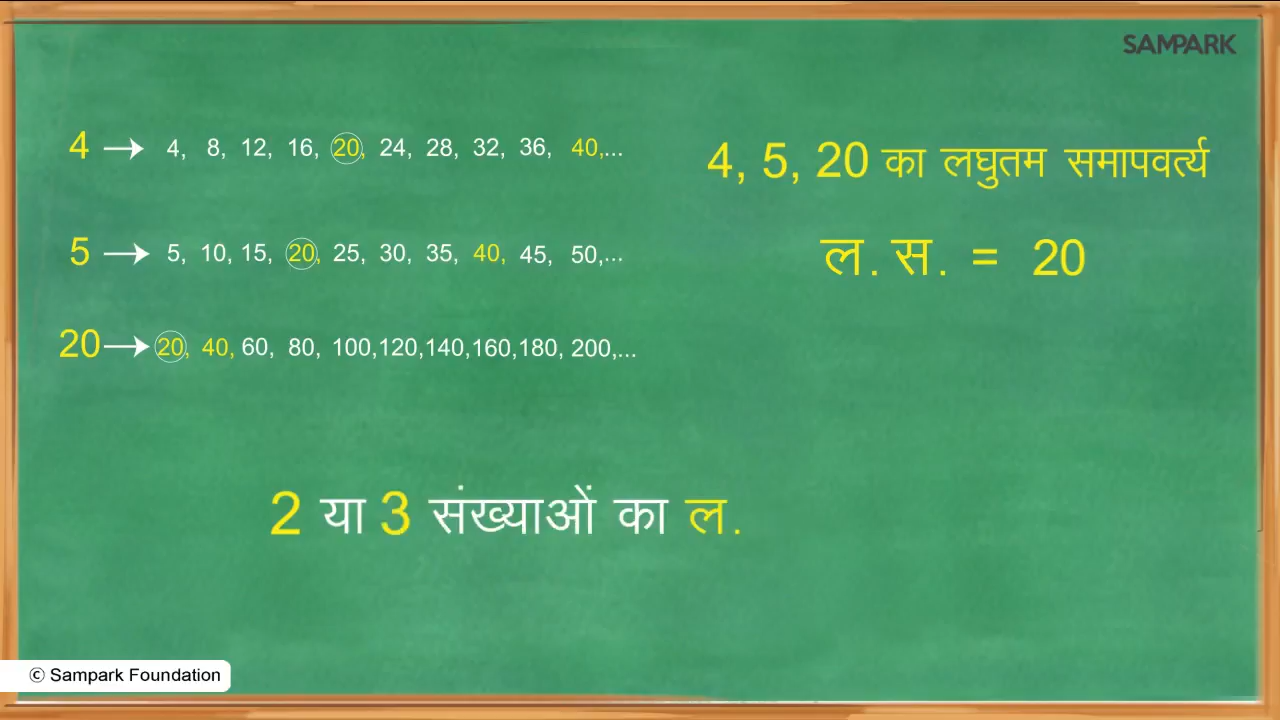 SAMPARK
4 → 4, 8, 12, 16, 20, 24, 28, 32, 36, 40,...
5 → 5, 10, 15, 20, 25, 30, 35, 40, 45, 50,...
20 → 20, 40, 60, 80, 100,120,140,160,180, 200,...
4, 5, 20 का लघुतम समापवर्त्य
ल. स. = 20
2 या 3 संख्याओं का ल.
© Sampark Foundation